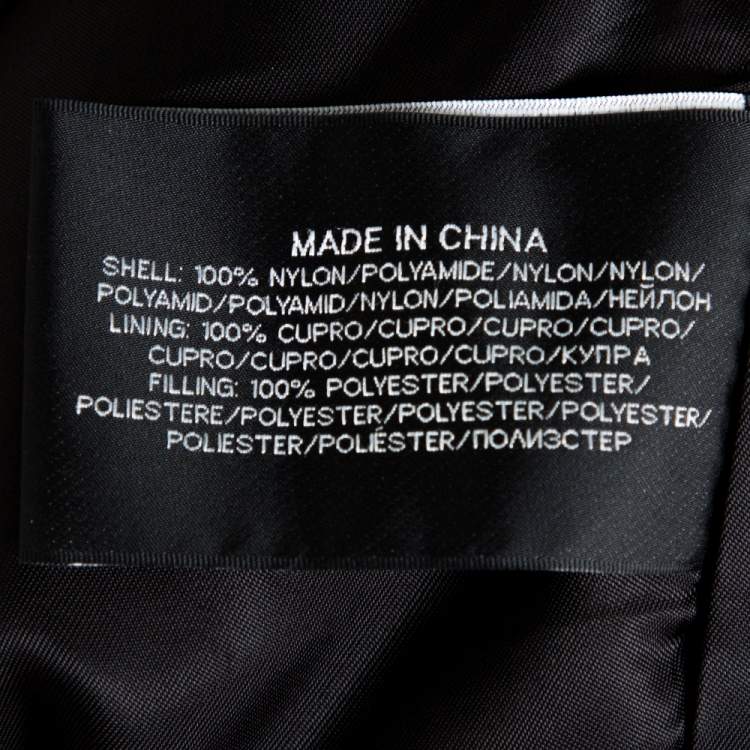 MADE IN CHINA
SHELL: 100% NYLON/POLYAMIDE/NYLON/NYLON/
POLYAMID/POLYAMID/NYLON/POLIAMIDA/НЕЙЛОН
LINING: 100% CUPRO/CUPRO/CUPRO/CUPRO/
CUPRO/CUPRO/CUPRO/CUPRO/КУПРА
FILLING: 100% POLYESTER/POLYESTER/
POLIESTERE/POLYESTER/POLYESTER/POLYESTER/
POLIESTER/POLIÉSTER/ПОЛИЭСТЕР